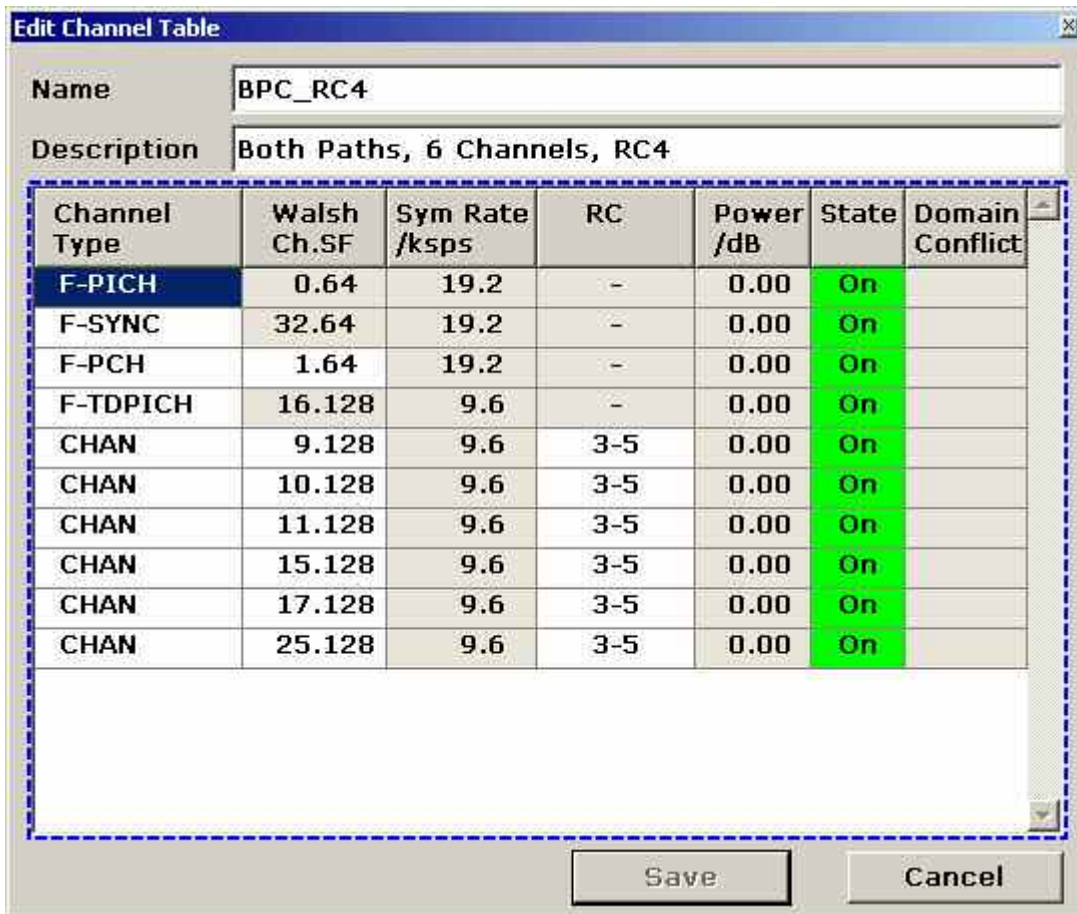 Edit Channel Table
Name BPC_RC4
Description Both Paths, 6 Channels, RC4
Channel Type Walsh Ch.SF Sym Rate /ksps RC Power /dB State Domain Conflict
F-PICH 0.64 19.2 - 0.00 On
F-SYNC 32.64 19.2 - 0.00 On
F-PCH 1.64 19.2 - 0.00 On
F-TDPICH 16.128 9.6 - 0.00 On
CHAN 9.128 9.6 3-5 0.00 On
CHAN 10.128 9.6 3-5 0.00 On
CHAN 11.128 9.6 3-5 0.00 On
CHAN 15.128 9.6 3-5 0.00 On
CHAN 17.128 9.6 3-5 0.00 On
CHAN 25.128 9.6 3-5 0.00 On
Save Cancel